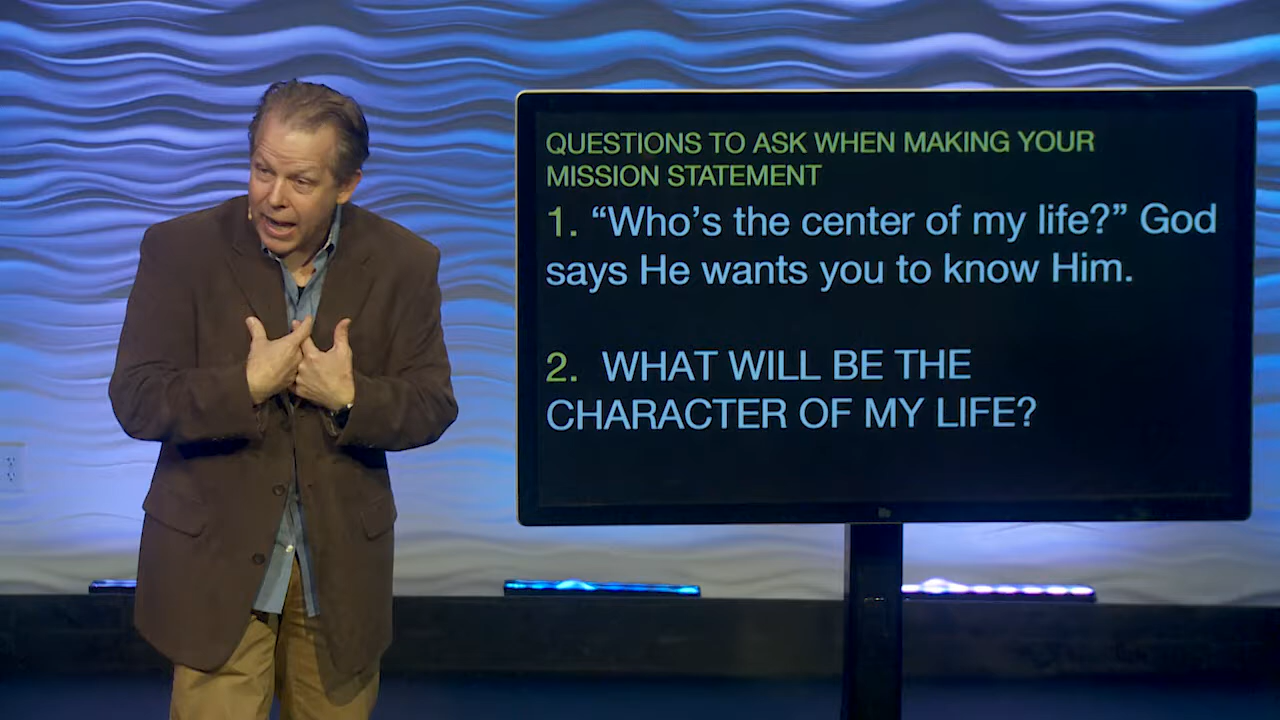 QUESTIONS TO ASK WHEN MAKING YOUR
MISSION STATEMENT
1. “Who’s the center of my life?” God
says He wants you to know Him.
2. WHAT WILL BE THE
CHARACTER OF MY LIFE?